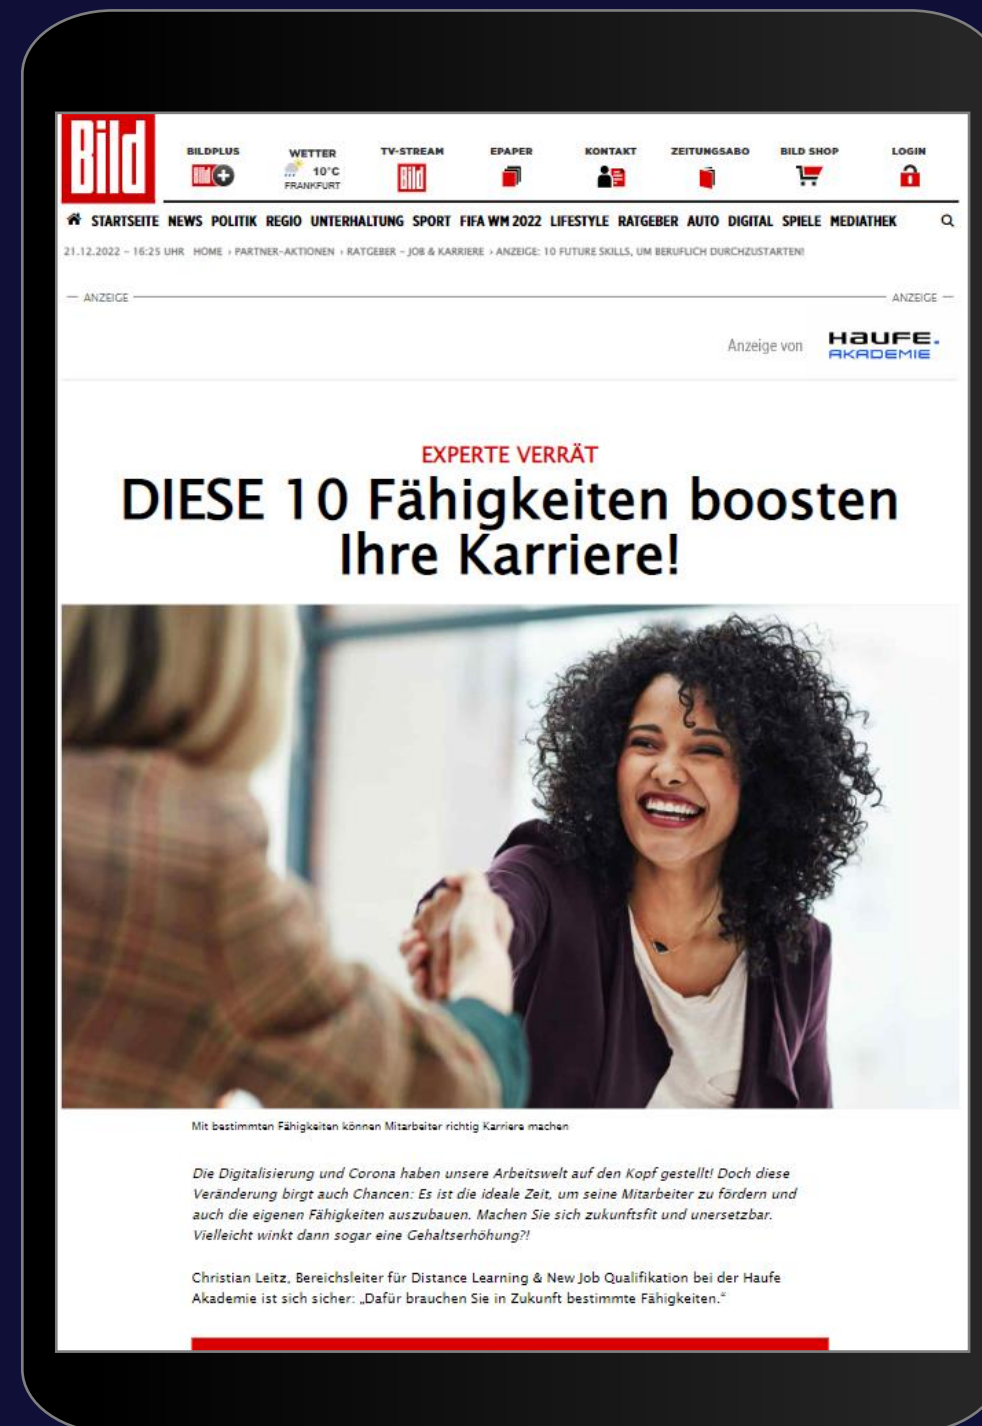 Bild
BILDPLUS WETTER TV-STREAM EPAPER KONTAKT ZEITUNGSABO BILD SHOP LOGIN
Bild 10°C Bild
FRANKFURT
STARTSEITE NEWS POLITIK REGIO UNTERHALTUNG SPORT FIFA WM 2022 LIFESTYLE RATGEBER AUTO DIGITAL SPIELE MEDIATHEK
21.12.2022 – 16:25 UHR HOME › PARTNER-AKTIONEN › RATGEBER – JOB & KARRIERE › ANZEIGE: 10 FUTURE SKILLS, UM BERUFLICH DURCHZUSTARTEN!
ANZEIGE ANZEIGE
Anzeige von HAUFE.
AKADEMIE
EXPERTE VERRÄT
DIESE 10 Fähigkeiten boosten
Ihre Karriere!
Mit bestimmten Fähigkeiten können Mitarbeiter richtig Karriere machen
Die Digitalisierung und Corona haben unsere Arbeitswelt auf den Kopf gestellt! Doch diese
Veränderung birgt auch Chancen: Es ist die ideale Zeit, um seine Mitarbeiter zu fördern und
auch die eigenen Fähigkeiten auszubauen. Machen Sie sich zukunftsfit und unersetzbar.
Vielleicht winkt dann sogar eine Gehaltserhöhung?!
Christian Leitz, Bereichsleiter für Distance Learning & New Job Qualifikation bei der Haufe
Akademie ist sich sicher: „Dafür brauchen Sie in Zukunft bestimmte Fähigkeiten.“